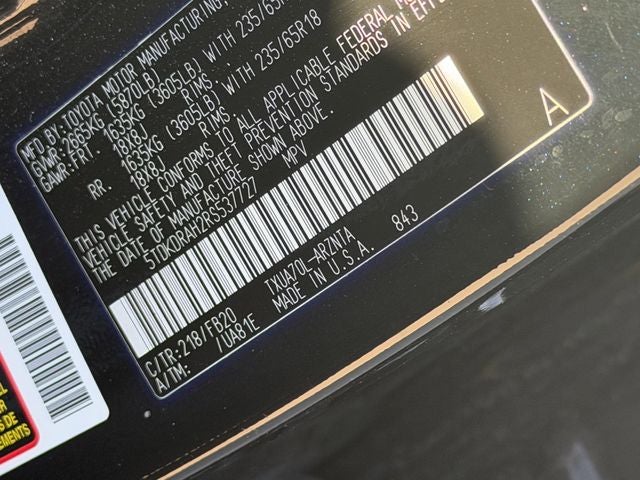 MFD.BY:TOYOTA MOTOR MANUFACTURING,
GVWR:2665KG (5870LB)
GAWR:FRT 1635KG (3605LB) WITH 235/65R18
18X8J RIMS
RR. 1635KG (3605LB) WITH 235/65R18
18X8J RIMS
THIS VEHICLE CONFORMS TO ALL APPLICABLE FEDERAL MOTOR
VEHICLE SAFETY AND THEFT PREVENTION STANDARDS IN EFFECT
DATE OF MANUFACTURE SHOWN ABOVE.
5TDKDRAH2RS537727 MPV
A
C/TR:218/FB20 TXUA70L-ARZNTA 843
A/TM: /UA81E MADE IN U.S.A.
DE
EMENTS